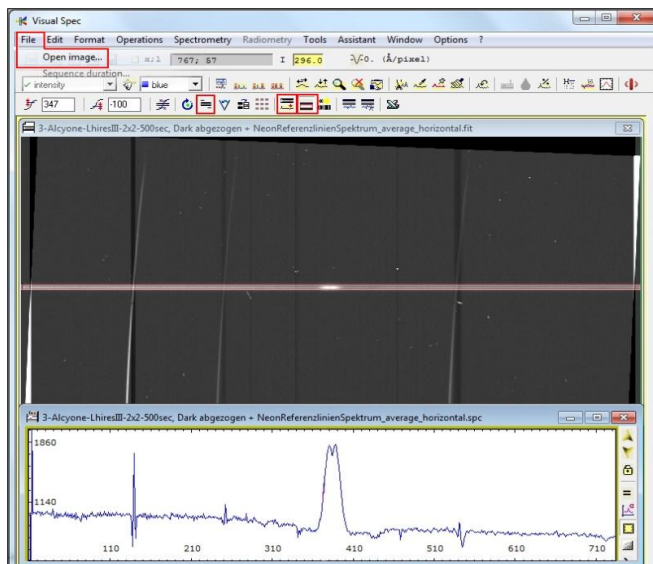 Visual Spec
File Edit Format Operations Spectrometry Radiometry Tools Assistant Window Options ?
Open image... x;i 767; 57 I 296.0 0. (Å/pixel)
Sequence duration...
intensity blue
347 -100
3-Alcyone-LhiresIII-2x2-500sec, Dark abgezogen + NeonReferenzlinienSpektrum_average_horizontal.fit
3-Alcyone-LhiresIII-2x2-500sec, Dark abgezogen + NeonReferenzlinienSpektrum_average_horizontal.spc
1860
1140
110 210 310 410 510 610 710